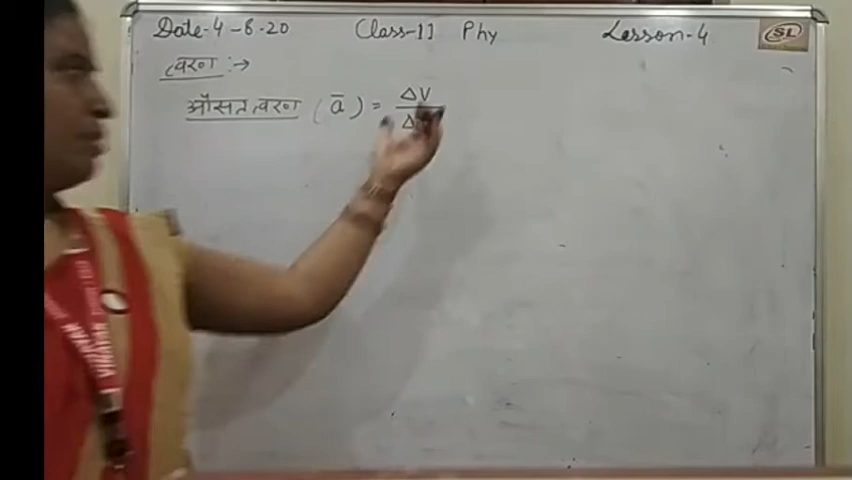 Date-4-8-20 Class-11 Phy Lesson-4 SL
त्वरण :→
औसत त्वरण ( a̅ ) = ΔV / Δ